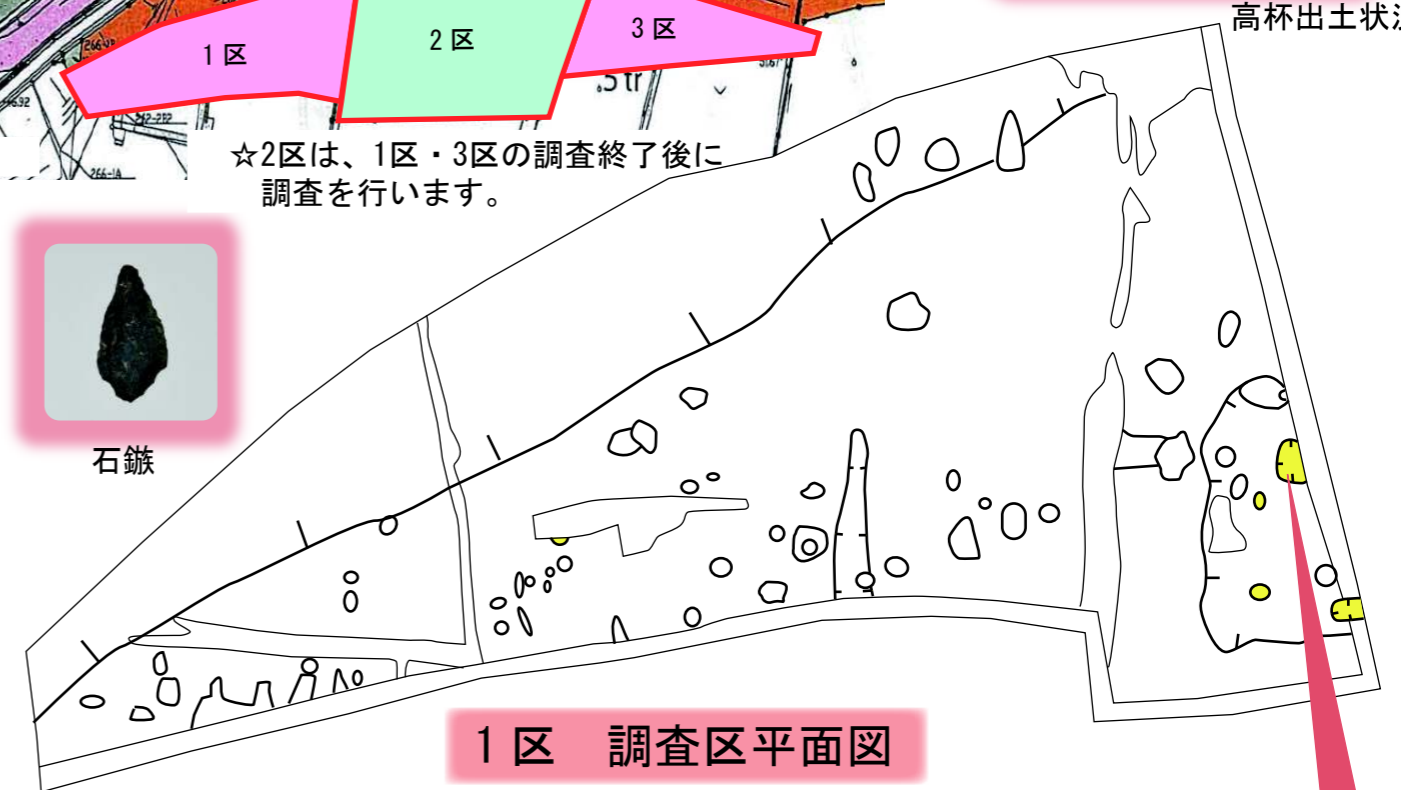 高杯出土状況
1区
2区
3区
☆2区は、1区・3区の調査終了後に
調査を行います。
石鏃
1区 調査区平面図